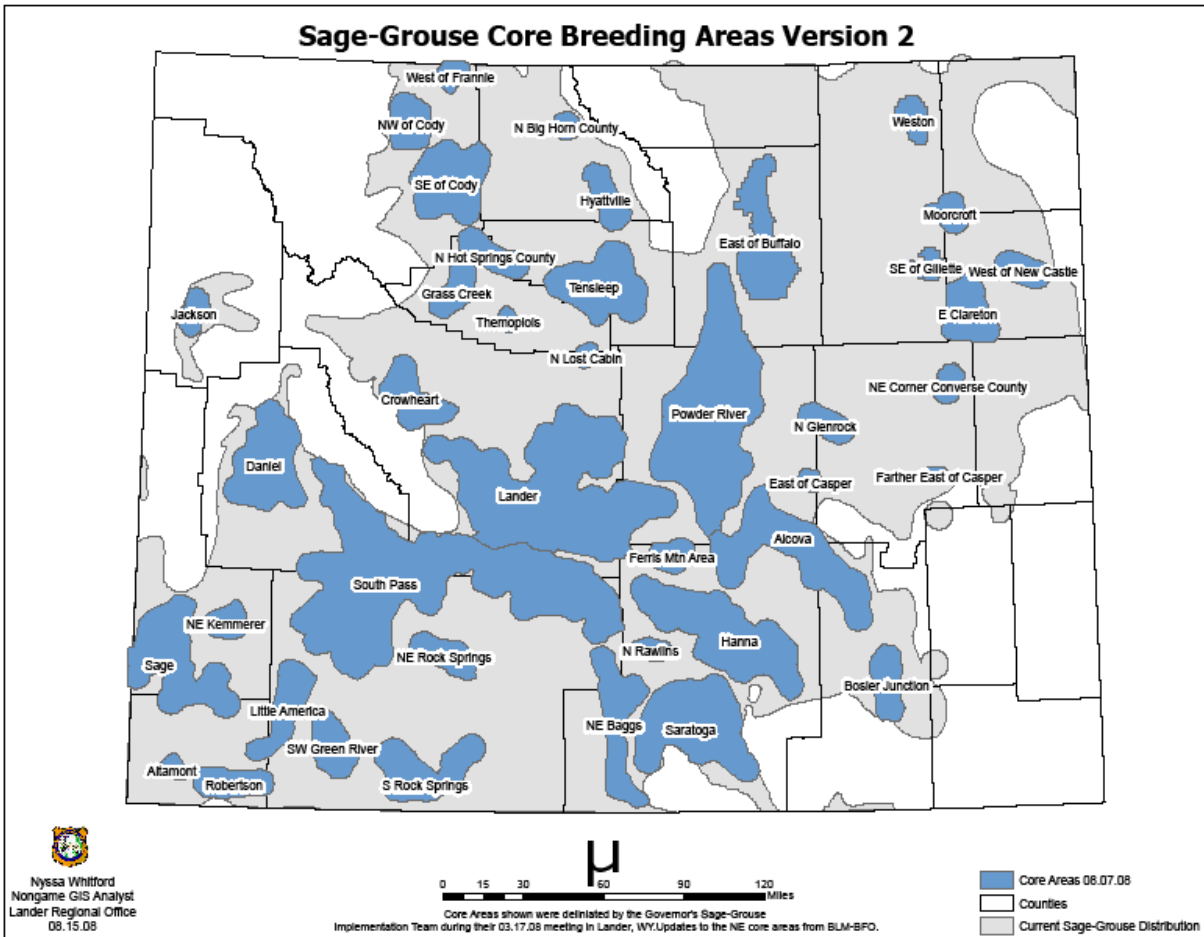 Sage-Grouse Core Breeding Areas Version 2
West of Frannie
NW of Cody
N Big Horn County
Weston
SE of Cody
Hyattville
Moorcroft
East of Buffalo
N Hot Springs County
SE of Gillette
West of New Castle
Grass Creek
Tensleep
Jackson
Themopiols
E Clareton
N Lost Cabin
Crowheart
NE Corner Converse County
Powder River
N Glenrock
Daniel
Lander
East of Casper
Farther East of Casper
Alcova
Ferris Mtn Area
South Pass
NE Kemmerer
Hanna
N Rawlins
NE Rock Springs
Sage
Bosler Junction
Little America
NE Baggs
Saratoga
SW Green River
Altamont
Robertson
S Rock Springs
μ
0 15 30 60 90 120
Miles
Nyssa Whitford
Nongame GIS Analyst
Lander Regional Office
08.15.08
Core Areas shown were deliniated by the Governor's Sage-Grouse
Implementation Team during their 03.17.08 meeting in Lander, WY.Updates to the NE core areas from BLM-BFO.
Core Areas 08.07.08
Counties
Current Sage-Grouse Distribution